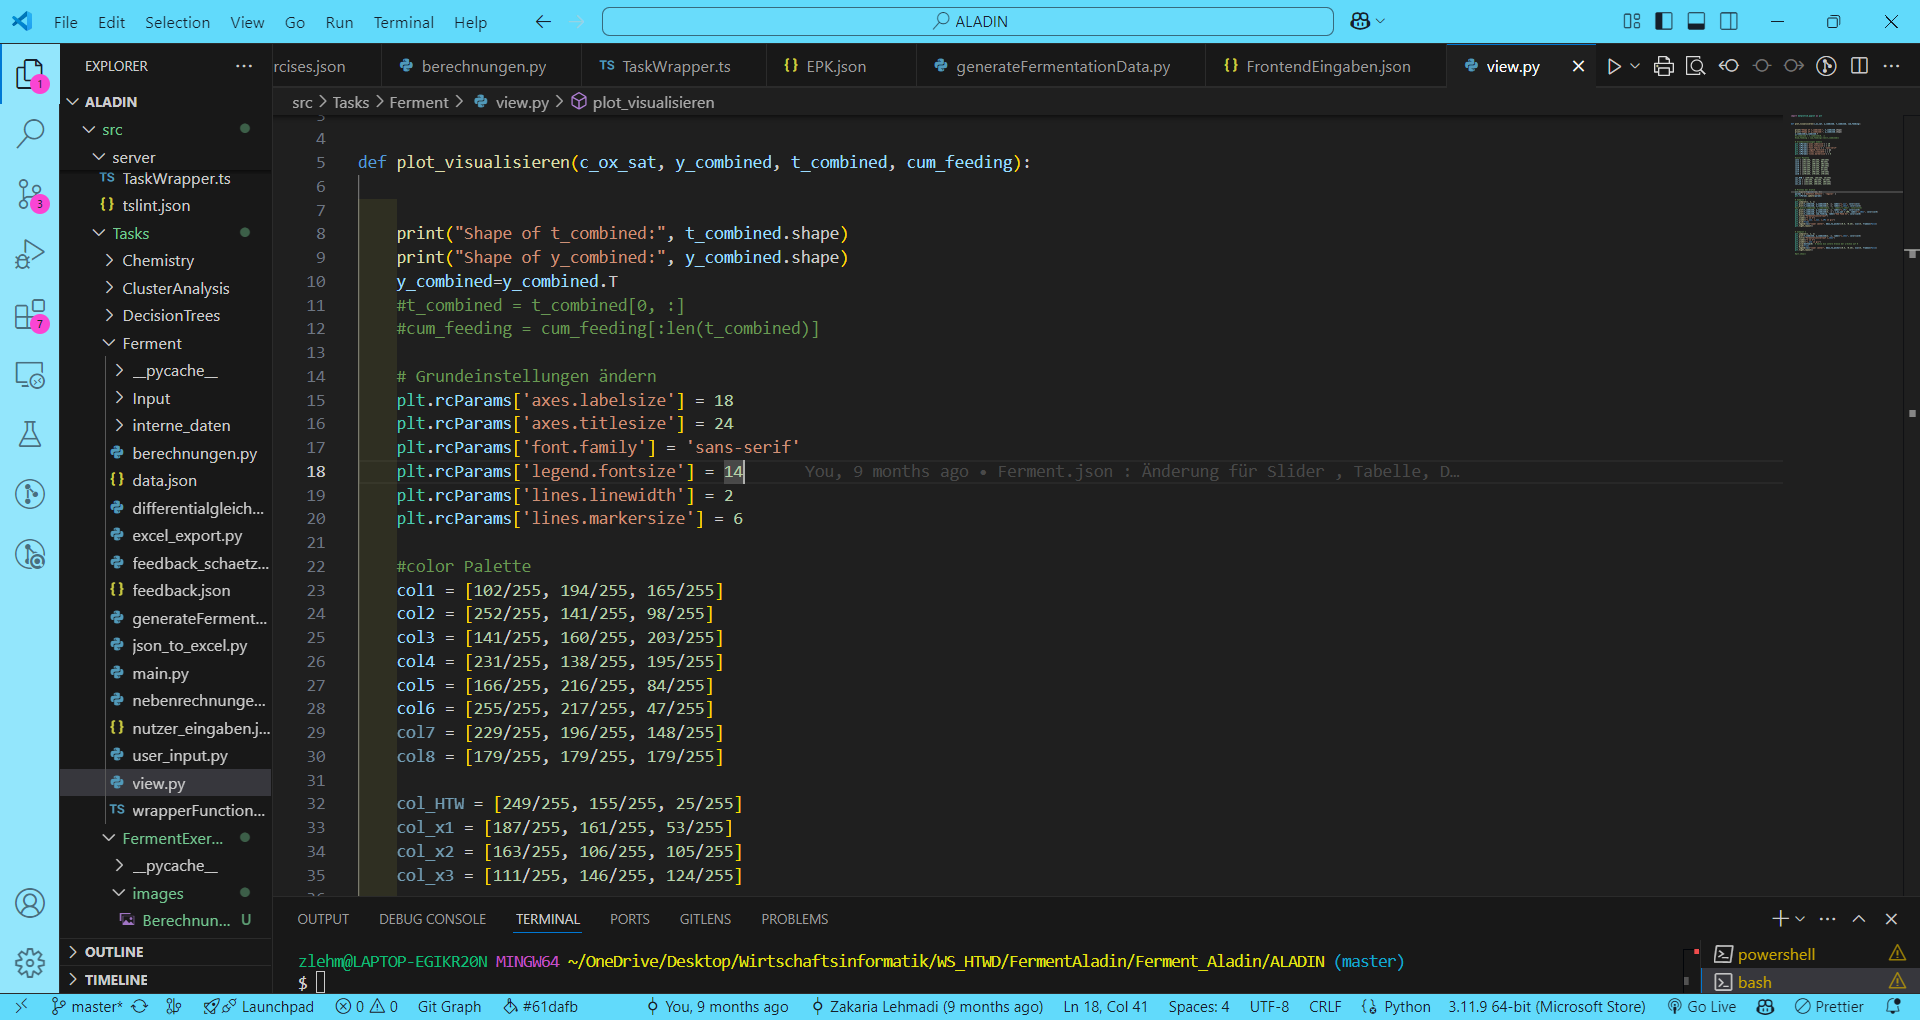 File Edit Selection View Go Run Terminal Help
ALADIN
EXPLORER
rcises.json
berechnungen.py
TS TaskWrapper.ts
{} EPK.json
generateFermentationData.py
{} FrontendEingaben.json
view.py
src > Tasks > Ferment > view.py > plot_visualisieren
1
3
7
ALADIN
src
server
TS TaskWrapper.ts
{} tslint.json
Tasks
Chemistry
ClusterAnalysis
DecisionTrees
Ferment
__pycache__
Input
interne_daten
berechnungen.py
{} data.json
differentialgleich...
excel_export.py
feedback_schaetz...
{} feedback.json
generateFerment...
json_to_excel.py
main.py
nebenrechnunge...
{} nutzer_eingaben.j...
user_input.py
view.py
TS wrapperFunction...
FermentExer...
__pycache__
images
Berechnun... U
OUTLINE
TIMELINE
3
4
5 def plot_visualisieren(c_ox_sat, y_combined, t_combined, cum_feeding):
6
7
8 print("Shape of t_combined:", t_combined.shape)
9 print("Shape of y_combined:", y_combined.shape)
10 y_combined=y_combined.T
11 #t_combined = t_combined[0, :]
12 #cum_feeding = cum_feeding[:len(t_combined)]
13
14 # Grundeinstellungen ändern
15 plt.rcParams['axes.labelsize'] = 18
16 plt.rcParams['axes.titlesize'] = 24
17 plt.rcParams['font.family'] = 'sans-serif'
18 plt.rcParams['legend.fontsize'] = 14 You, 9 months ago • Ferment.json : Änderung für Slider , Tabelle, D…
19 plt.rcParams['lines.linewidth'] = 2
20 plt.rcParams['lines.markersize'] = 6
21
22 #color Palette
23 col1 = [102/255, 194/255, 165/255]
24 col2 = [252/255, 141/255, 98/255]
25 col3 = [141/255, 160/255, 203/255]
26 col4 = [231/255, 138/255, 195/255]
27 col5 = [166/255, 216/255, 84/255]
28 col6 = [255/255, 217/255, 47/255]
29 col7 = [229/255, 196/255, 148/255]
30 col8 = [179/255, 179/255, 179/255]
31
32 col_HTW = [249/255, 155/255, 25/255]
33 col_x1 = [187/255, 161/255, 53/255]
34 col_x2 = [163/255, 106/255, 105/255]
35 col_x3 = [111/255, 146/255, 124/255]
OUTPUT DEBUG CONSOLE TERMINAL PORTS GITLENS PROBLEMS
zlehm@LAPTOP-EGIKR20N MINGW64 ~/OneDrive/Desktop/Wirtschaftsinformatik/WS_HTWD/FermentAladin/Ferment_Aladin/ALADIN (master)
$
powershell
bash
master* Launchpad 0 0 Git Graph #61dafb You, 9 months ago Zakaria Lehmadi (9 months ago) Ln 18, Col 41 Spaces: 4 UTF-8 CRLF {} Python 3.11.9 64-bit (Microsoft Store) Go Live Prettier